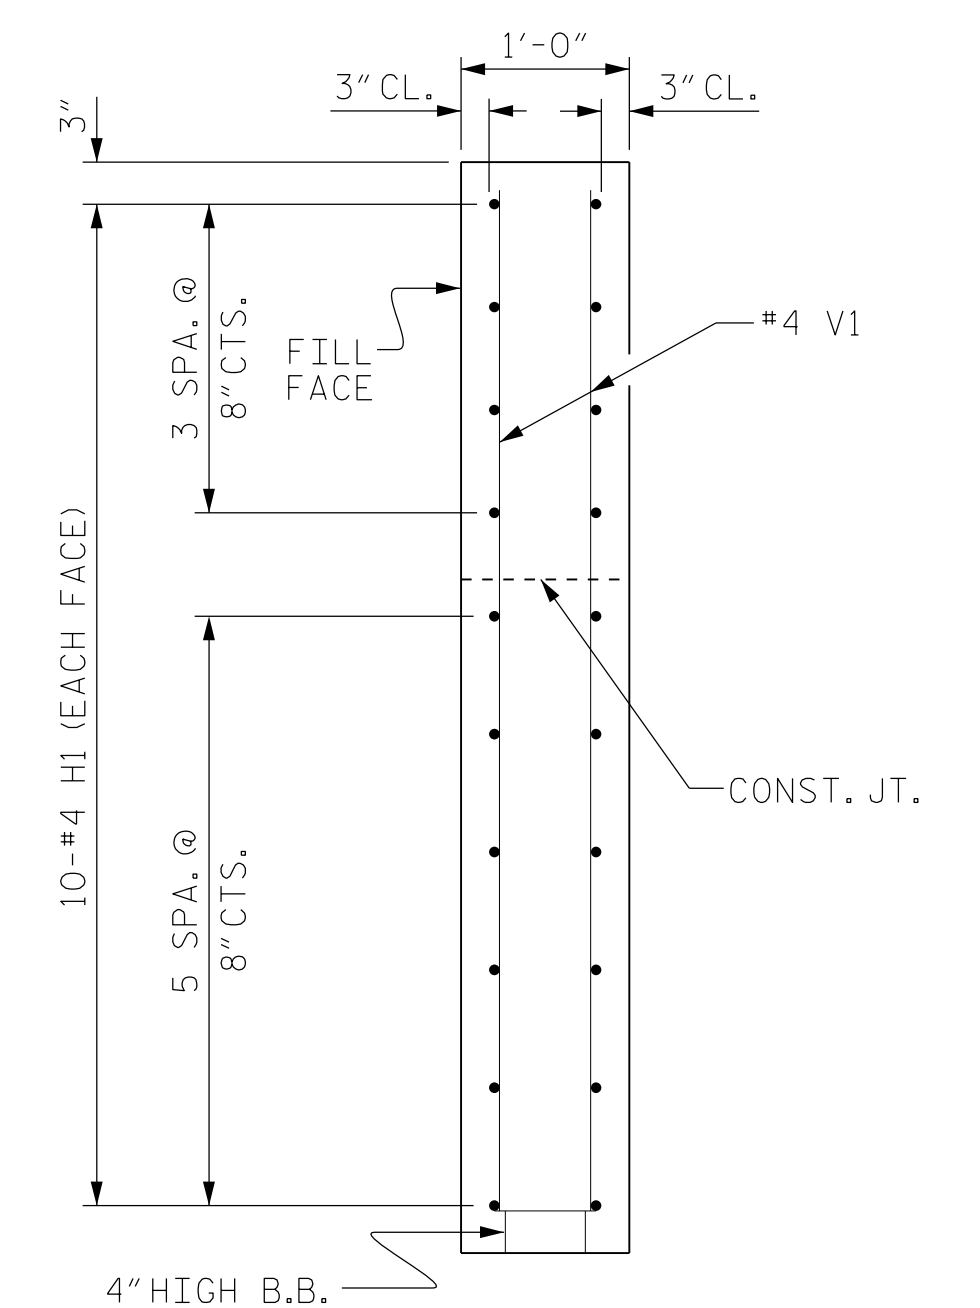 1'-0"
3" CL.
3" CL.
3"
3 SPA. @
8" CTS.
FILL
FACE
#4 V1
10-#4 H1 (EACH FACE)
CONST. JT.
5 SPA. @
8" CTS.
4" HIGH B.B.